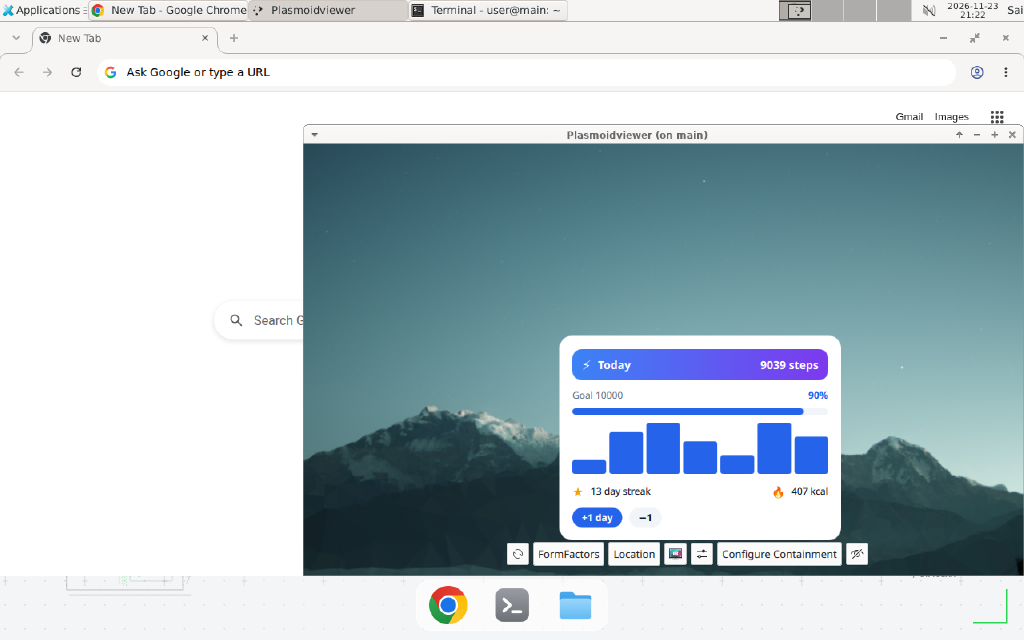 Applications
New Tab - Google Chrome
Plasmoidviewer
Terminal - user@main: ~
2026-11-23
21:22
Sai
New Tab
Ask Google or type a URL
Gmail
Images
Plasmoidviewer (on main)
Search G
Today
9039 steps
Goal 10000
90%
13 day streak
407 kcal
+1 day
−1
FormFactors
Location
Configure Containment